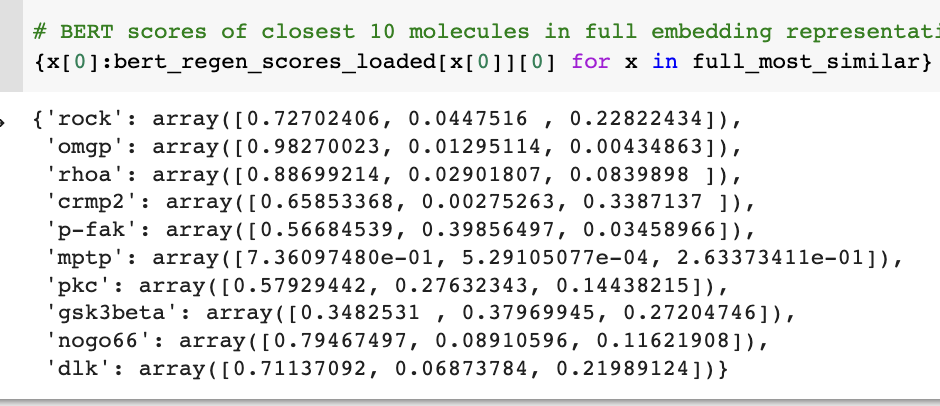 # BERT scores of closest 10 molecules in full embedding
{x[0]:bert_regen_scores_loaded[x[0]][0] for x in full_most_similar}
{'rock': array([0.72702406, 0.0447516 , 0.22822434]),
'omgp': array([0.98270023, 0.01295114, 0.00434863]),
'rhoa': array([0.88699214, 0.02901807, 0.0839898 ]),
'crmp2': array([0.65853368, 0.00275263, 0.3387137 ]),
'p-fak': array([0.56684539, 0.39856497, 0.03458966]),
'mptp': array([7.36097480e-01, 5.29105077e-04, 2.63373411e-01]),
'pkc': array([0.57929442, 0.27632343, 0.14438215]),
'gsk3beta': array([0.3482531 , 0.37969945, 0.27204746]),
'nogo66': array([0.79467497, 0.08910596, 0.11621908]),
'dlk': array([0.71137092, 0.06873784, 0.21989124])}